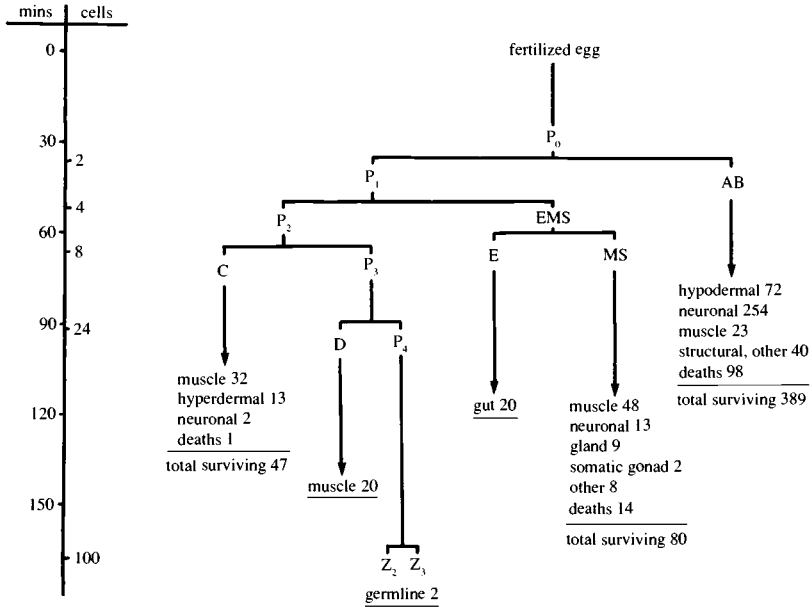 mins cells
0
fertilized egg
30
P0
2
P1
AB
4
P2
EMS
60
8
C
P3
E
MS
hypodermal 72
neuronal 254
muscle 23
structural, other 40
deaths 98
total surviving 389
90
24
D
P4
muscle 32
hyperdermal 13
neuronal 2
deaths 1
total surviving 47
gut 20
muscle 48
neuronal 13
gland 9
somatic gonad 2
other 8
deaths 14
total surviving 80
120
muscle 20
150
100
Z2 Z3
germline 2